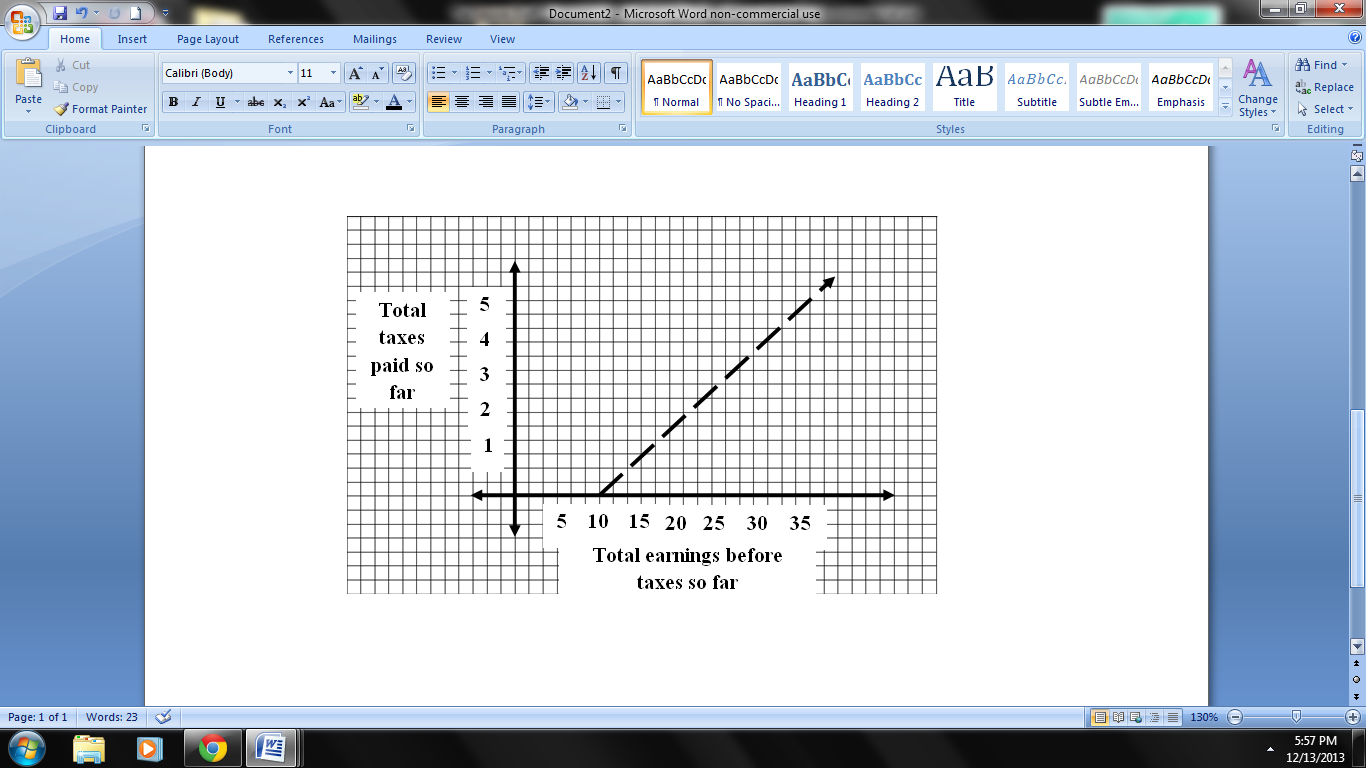 Document2 - Microsoft Word non-commercial use
Home Insert Page Layout References Mailings Review View
Paste
Cut
Copy
Format Painter
Clipboard
Calibri (Body) 11
B I U abc x₂ x² Aa
Font
Paragraph
AaBbCcDc AaBbCcDc AaBbC AaBbCc AaB AaBbCc. AaBbCcDc AaBbCcDc
¶ Normal ¶ No Spaci... Heading 1 Heading 2 Title Subtitle Subtle Em... Emphasis
Change
Styles
Styles
Find
Replace
Select
Editing
Total
taxes
paid so
far
5
4
3
2
1
5 10 15 20 25 30 35
Total earnings before
taxes so far
Page: 1 of 1 Words: 23 130%
5:57 PM
12/13/2013